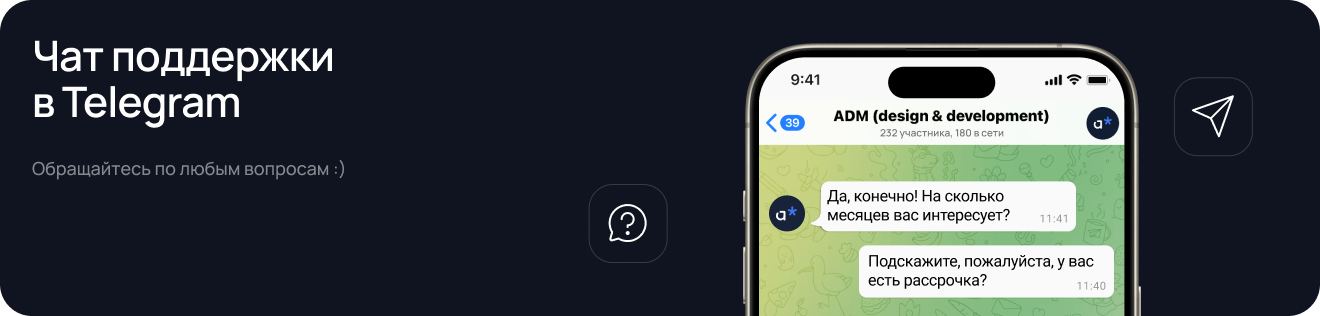 Чат поддержки
в Telegram
Обращайтесь по любым вопросам :)
9:41
39
ADM (design & development)
232 участника, 180 в сети
a*
a*
Да, конечно! На сколько
месяцев вас интересует?
11:41
Подскажите, пожалуйста, у вас
есть рассрочка?
11:40